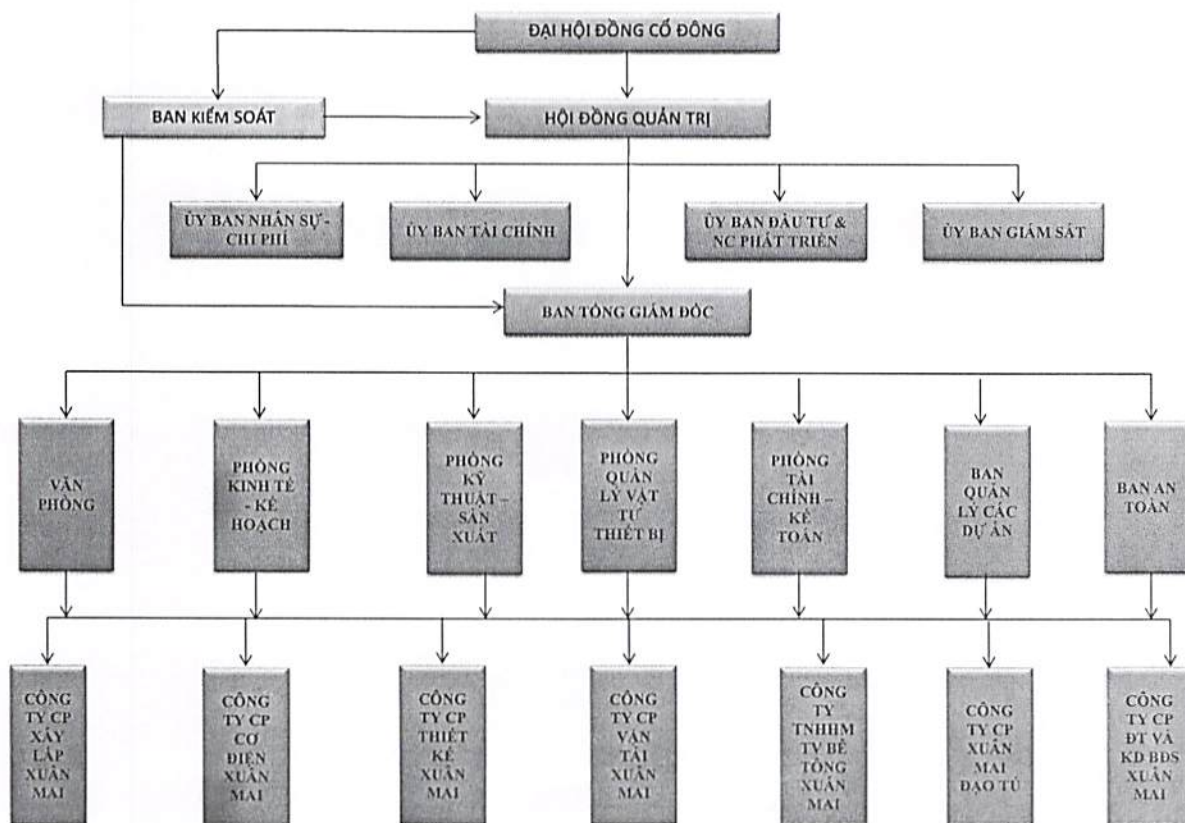 ĐẠI HỘI ĐỒNG CỔ ĐÔNG
BAN KIỂM SOÁT
HỘI ĐỒNG QUẢN TRỊ
ỦY BAN NHÂN SỰ -
CHI PHÍ
ỦY BAN TÀI CHÍNH
ỦY BAN ĐẦU TƯ &
NC PHÁT TRIỂN
ỦY BAN GIÁM SÁT
BAN TỔNG GIÁM ĐỐC
VĂN
PHÒNG
PHÒNG
KINH TẾ
- KẾ
HOẠCH
PHÒNG
KỸ
THUẬT –
SẢN
XUẤT
PHÒNG
QUẢN
LÝ VẬT
TƯ
THIẾT BỊ
PHÒNG
TÀI
CHÍNH –
KẾ
TOÁN
BAN
QUẢN
LÝ CÁC
DỰ ÁN
BAN AN
TOÀN
CÔNG
TY CP
XÂY
LẮP
XUÂN
MAI
CÔNG
TY CP
CƠ
ĐIỆN
XUÂN
MAI
CÔNG
TY CP
THIẾT
KẾ
XUÂN
MAI
CÔNG
TY CP
VẬN
TẢI
XUÂN
MAI
CÔNG
TY
TNHHM
TV BÊ
TÔNG
XUÂN
MAI
CÔNG
TY CP
XUÂN
MAI
ĐẠO TÚ
CÔNG
TY CP
ĐT VÀ
KD BĐS
XUÂN
MAI